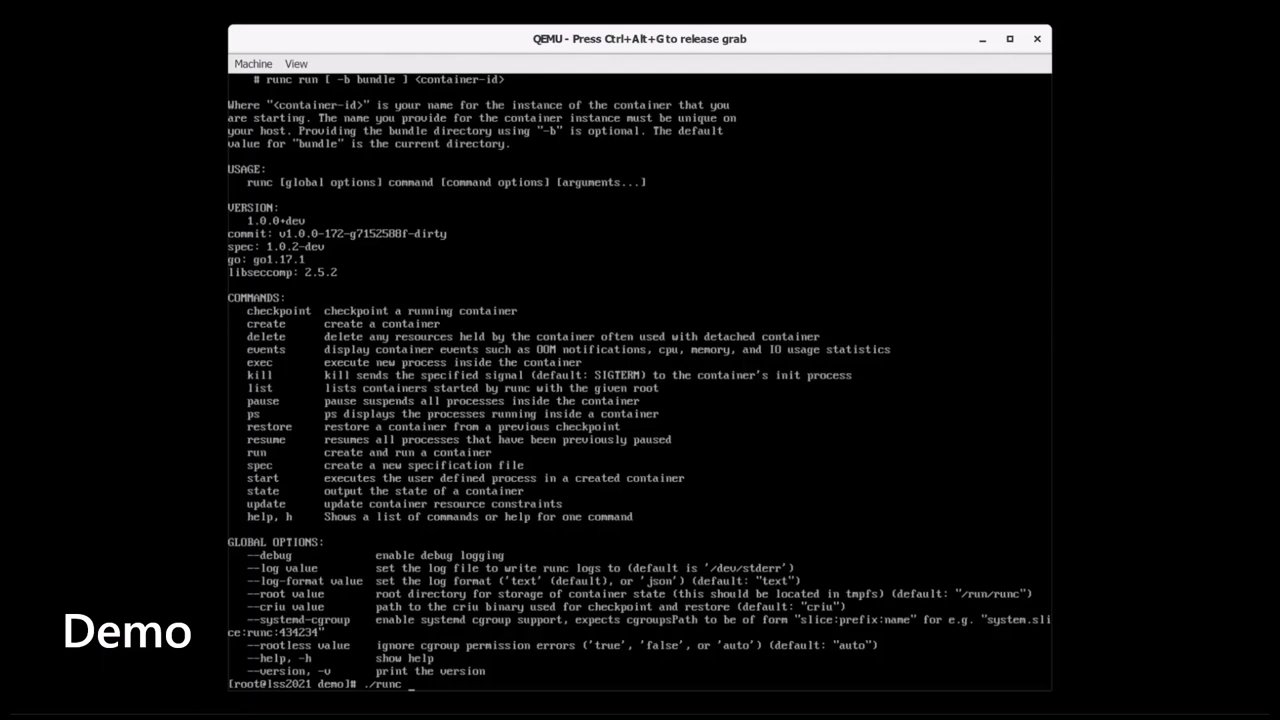 QEMU - Press Ctrl+Alt+G to release grab
Machine View
# runc run [ -b bundle ] <container-id>
Where "<container-id>" is your name for the instance of the container that you
are starting. The name you provide for the container instance must be unique on
your host. Providing the bundle directory using "-b" is optional. The default
value for "bundle" is the current directory.
USAGE:
runc [global options] command [command options] [arguments...]
VERSION:
1.0.0+dev
commit: v1.0.0-172-g7152588f-dirty
spec: 1.0.2-dev
go: go1.17.1
libseccomp: 2.5.2
COMMANDS:
checkpoint checkpoint a running container
create create a container
delete delete any resources held by the container often used with detached container
events display container events such as OOM notifications, cpu, memory, and IO usage statistics
exec execute new process inside the container
kill kill sends the specified signal (default: SIGTERM) to the container's init process
list lists containers started by runc with the given root
pause pause suspends all processes inside the container
ps ps displays the processes running inside a container
restore restore a container from a previous checkpoint
resume resumes all processes that have been previously paused
run create and run a container
spec create a new specification file
start executes the user defined process in a created container
state output the state of a container
update update container resource constraints
help, h Shows a list of commands or help for one command
GLOBAL OPTIONS:
--debug enable debug logging
--log value set the log file to write runc logs to (default is '/dev/stderr')
--log-format value set the log format ('text' (default), or 'json') (default: "text")
--root value root directory for storage of container state (this should be located in tmpfs) (default: "/run/runc")
--criu value path to the criu binary used for checkpoint and restore (default: "criu")
--systemd-cgroup enable systemd cgroup support, expects cgroupsPath to be of form "slice:prefix:name" for e.g. "system.sli
ce:runc:434234"
--rootless value ignore cgroup permission errors ('true', 'false', or 'auto') (default: "auto")
--help, -h show help
--version, -v print the version
[root@lss2021 demo]# ./runc _
Demo